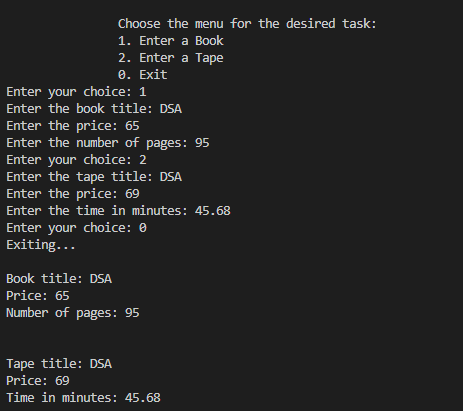 Choose the menu for the desired task:
1. Enter a Book
2. Enter a Tape
0. Exit
Enter your choice: 1
Enter the book title: DSA
Enter the price: 65
Enter the number of pages: 95
Enter your choice: 2
Enter the tape title: DSA
Enter the price: 69
Enter the time in minutes: 45.68
Enter your choice: 0
Exiting...
Book title: DSA
Price: 65
Number of pages: 95
Tape title: DSA
Price: 69
Time in minutes: 45.68